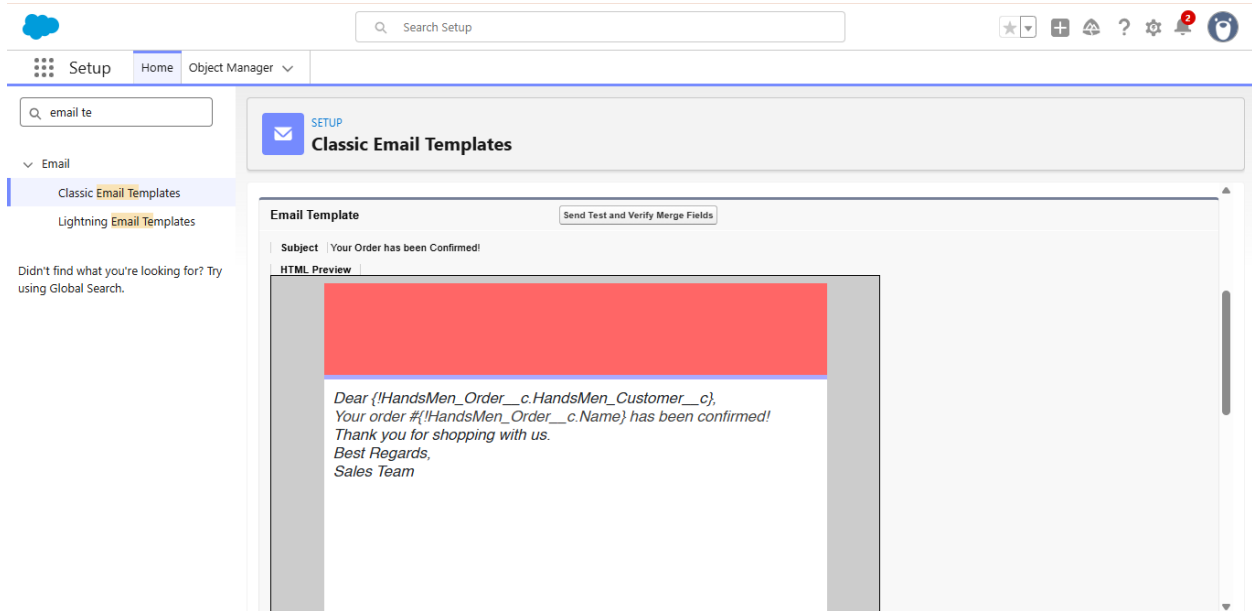 Search Setup
2
Setup
Home
Object Manager
email te
Email
Classic Email Templates
Lightning Email Templates
Didn't find what you're looking for? Try
using Global Search.
SETUP
Classic Email Templates
Email Template
Send Test and Verify Merge Fields
Subject
Your Order has been Confirmed!
HTML Preview
Dear {!HandsMen_Order__c.HandsMen_Customer__c},
Your order #{!HandsMen_Order__c.Name} has been confirmed!
Thank you for shopping with us.
Best Regards,
Sales Team